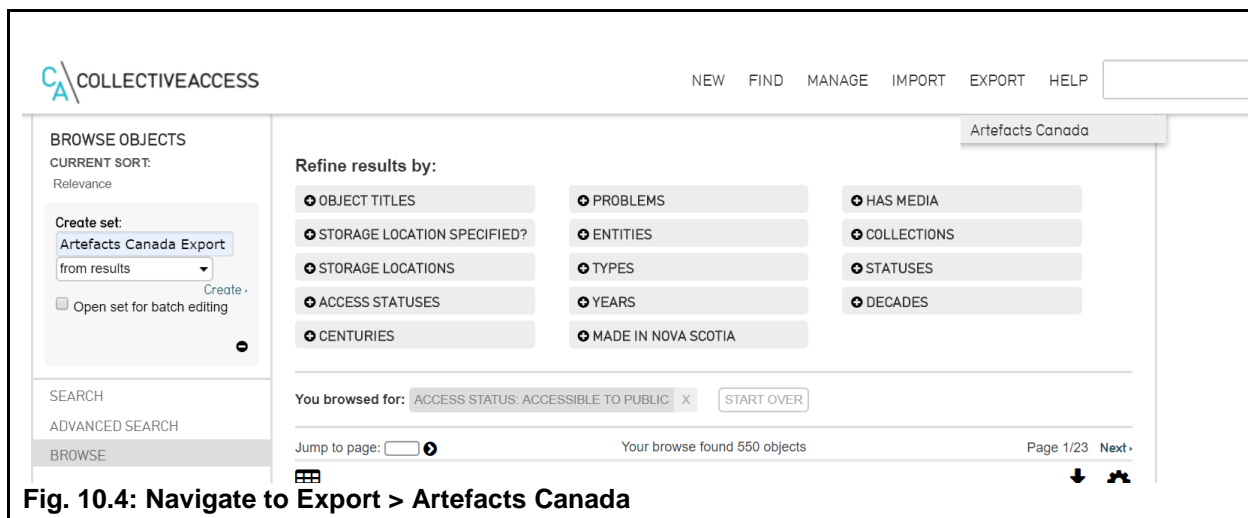 CA COLLECTIVEACCESS
NEW FIND MANAGE IMPORT EXPORT HELP
Artefacts Canada
BROWSE OBJECTS
CURRENT SORT:
Relevance
Create set:
Artefacts Canada Export
from results
Create ›
Open set for batch editing
SEARCH
ADVANCED SEARCH
BROWSE
Refine results by:
OBJECT TITLES PROBLEMS HAS MEDIA
STORAGE LOCATION SPECIFIED? ENTITIES COLLECTIONS
STORAGE LOCATIONS TYPES STATUSES
ACCESS STATUSES YEARS DECADES
CENTURIES MADE IN NOVA SCOTIA
You browsed for: ACCESS STATUS: ACCESSIBLE TO PUBLIC X START OVER
Jump to page: Your browse found 550 objects Page 1/23 Next ›
Fig. 10.4: Navigate to Export > Artefacts Canada